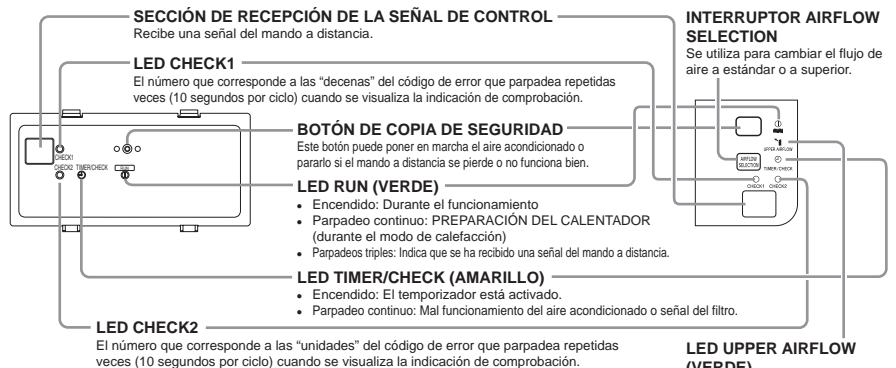 SECCIÓN DE RECEPCIÓN DE LA SEÑAL DE CONTROL
Recibe una señal del mando a distancia.
INTERRUPTOR AIRFLOW
SELECTION
Se utiliza para cambiar el flujo de
aire a estándar o a superior.
LED CHECK1
El número que corresponde a las “decenas” del código de error que parpadea repetidas
veces (10 segundos por ciclo) cuando se visualiza la indicación de comprobación.
BOTÓN DE COPIA DE SEGURIDAD
Este botón puede poner en marcha el aire acondicionado o
pararlo si el mando a distancia se pierde o no funciona bien.
LED RUN (VERDE)
• Encendido: Durante el funcionamiento
• Parpadeo continuo: PREPARACIÓN DEL CALENTADOR
(durante el modo de calefacción)
• Parpadeos triples: Indica que se ha recibido una señal del mando a distancia.
LED TIMER/CHECK (AMARILLO)
• Encendido: El temporizador está activado.
• Parpadeo continuo: Mal funcionamiento del aire acondicionado o señal del filtro.
LED CHECK2
El número que corresponde a las “unidades” del código de error que parpadea repetidas
veces (10 segundos por ciclo) cuando se visualiza la indicación de comprobación.
LED UPPER AIRFLOW
(VERDE)
CHECK1
CHECK2 TIMER/CHECK
RUN
UPPER AIRFLOW
AIRFLOW
SELECTION
TIMER/CHECK
CHECK1 CHECK2